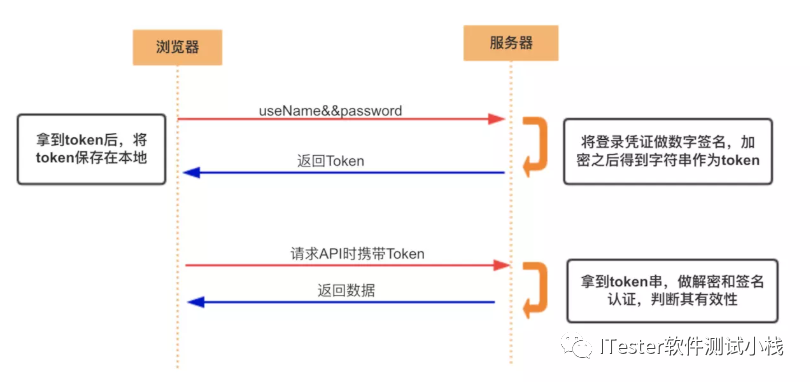 浏览器
服务器
useName&&password
拿到token后，将
token保存在本地
将登录凭证做数字签名，加
密之后得到字符串作为token
返回Token
请求API时携带Token
拿到token串，做解密和签名
认证，判断其有效性
返回数据
ITester软件测试小栈